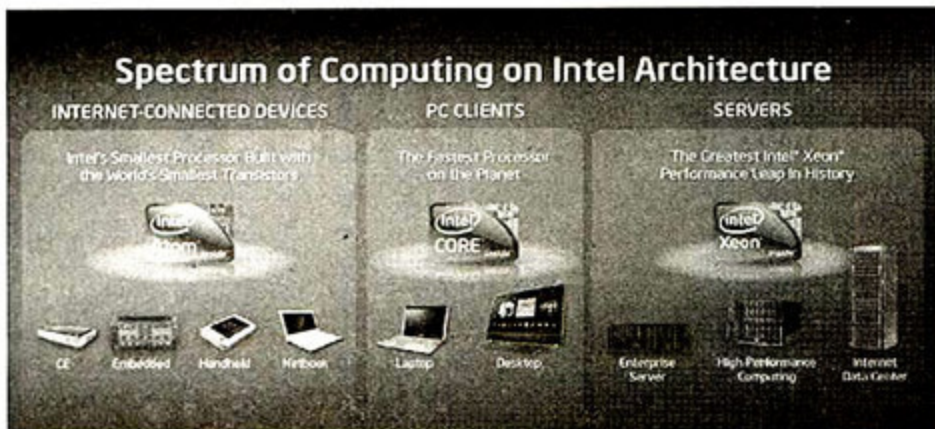 Spectrum of Computing on Intel Architecture
INTERNET-CONNECTED DEVICES
Intel's Smallest Processor Built with
the World's Smallest Transistors
intel
Atom
CE
Embedded
Handheld
Netbook
PC CLIENTS
The Fastest Processor
on the Planet
intel
CORE
Laptop
Desktop
SERVERS
The Greatest Intel® Xeon®
Performance Leap In History
intel
Xeon
Enterprise
Server
High Performance
Computing
Internet
Data Center